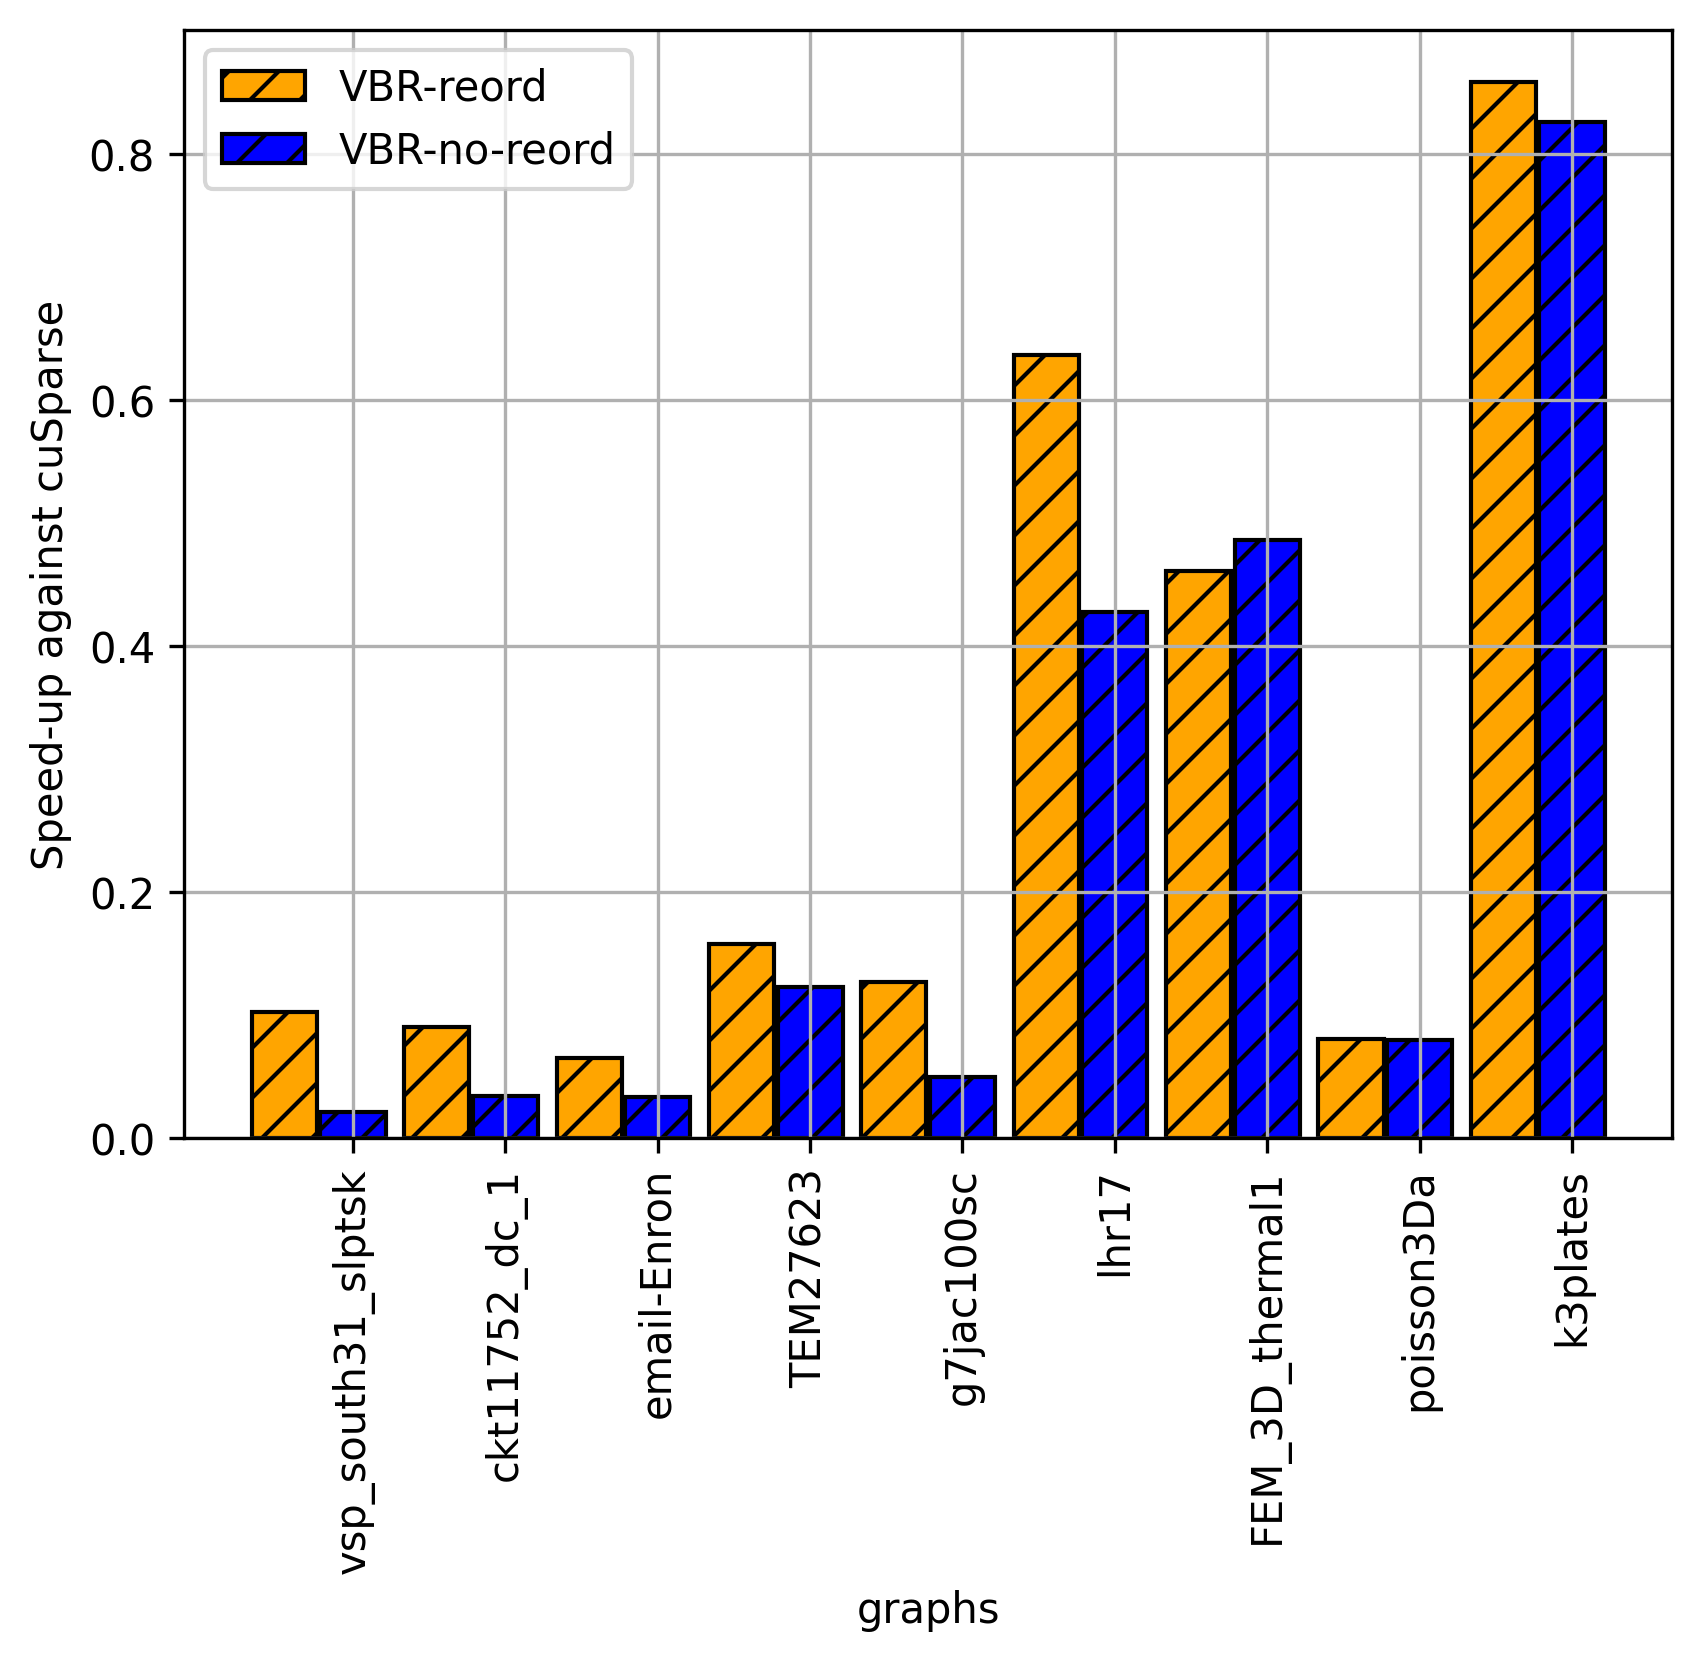 VBR-reord
VBR-no-reord
Speed-up against cuSparse
0.8
0.6
0.4
0.2
0.0
vsp_south31_slptsk
ckt11752_dc_1
email-Enron
TEM27623
g7jac100sc
lhr17
FEM_3D_thermal1
poisson3Da
k3plates
graphs